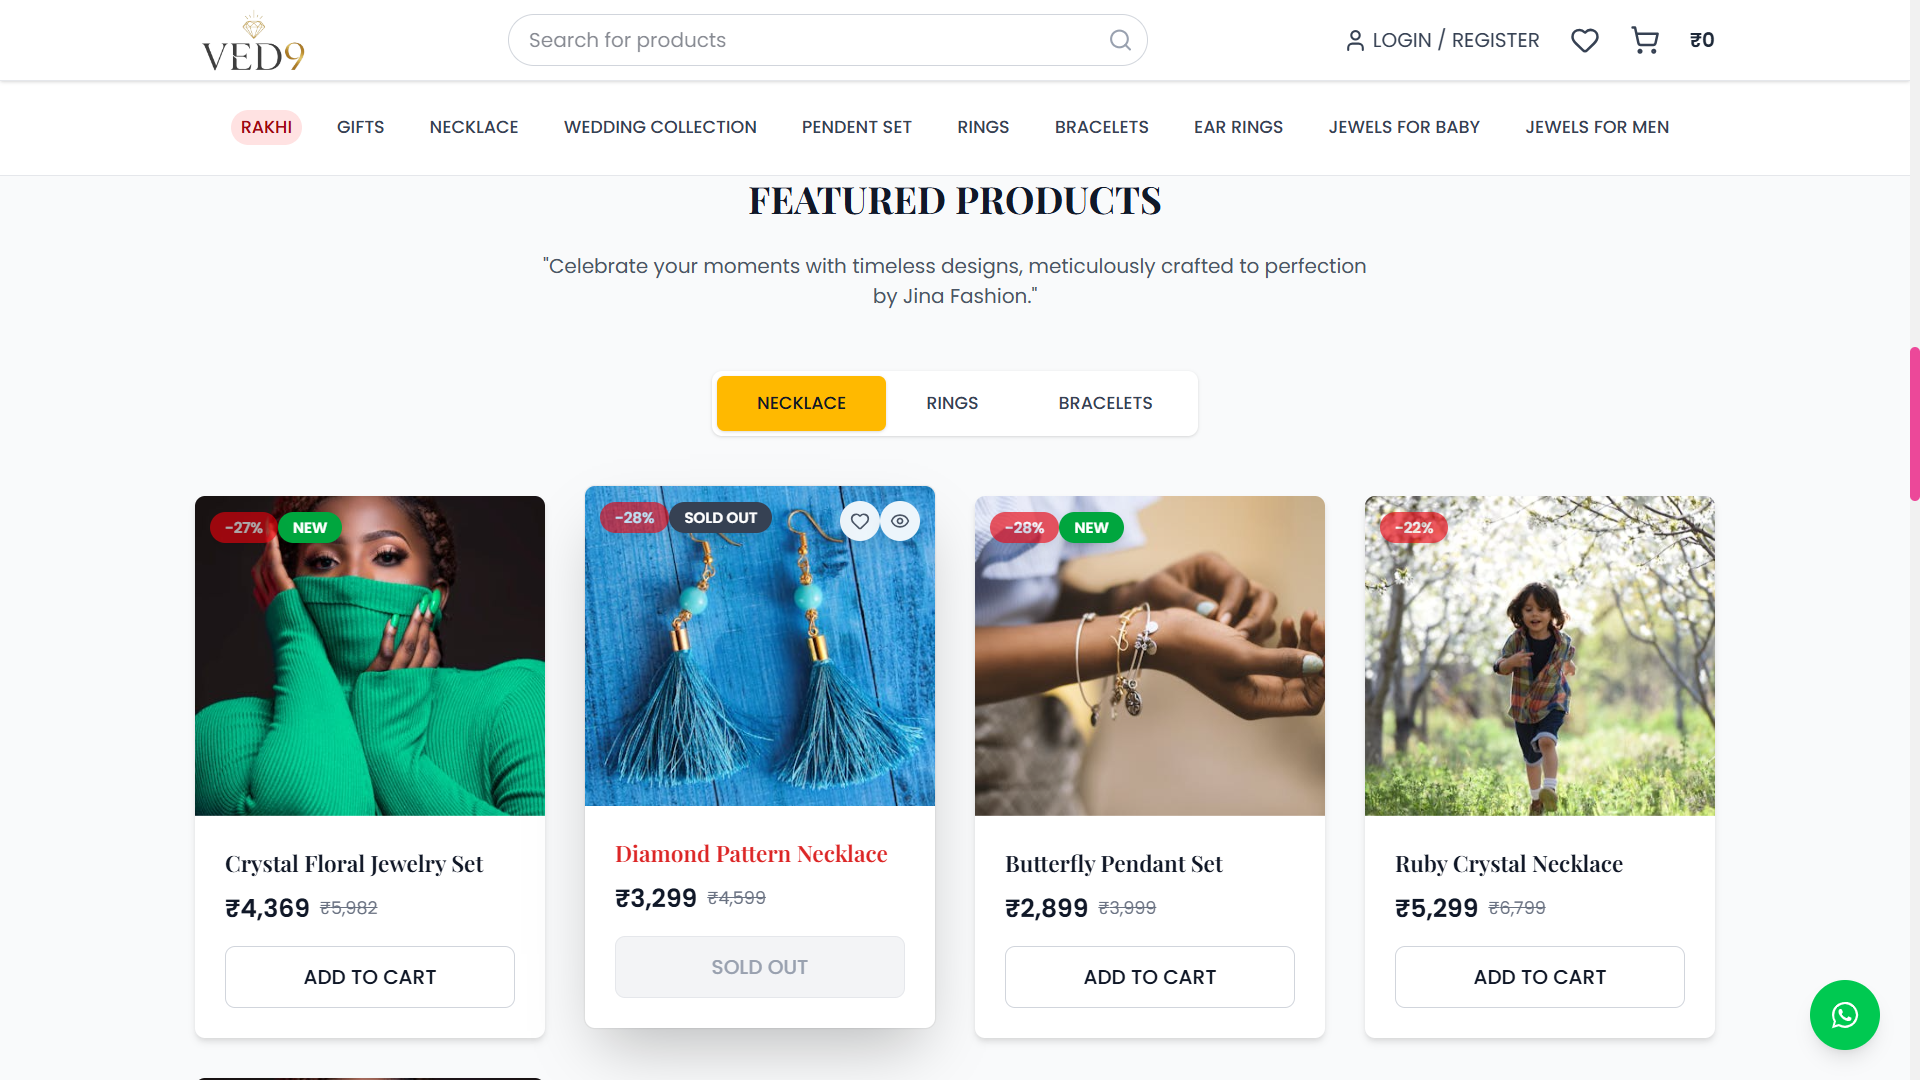 VED9
Search for products
LOGIN / REGISTER
₹0
RAKHI
GIFTS
NECKLACE
WEDDING COLLECTION
PENDENT SET
RINGS
BRACELETS
EAR RINGS
JEWELS FOR BABY
JEWELS FOR MEN
FEATURED PRODUCTS
"Celebrate your moments with timeless designs, meticulously crafted to perfection
by Jina Fashion."
NECKLACE
RINGS
BRACELETS
-27%
NEW
Crystal Floral Jewelry Set
₹4,369 ₹5,982
ADD TO CART
-28%
SOLD OUT
Diamond Pattern Necklace
₹3,299 ₹4,599
SOLD OUT
-28%
NEW
Butterfly Pendant Set
₹2,899 ₹3,999
ADD TO CART
-22%
Ruby Crystal Necklace
₹5,299 ₹6,799
ADD TO CART